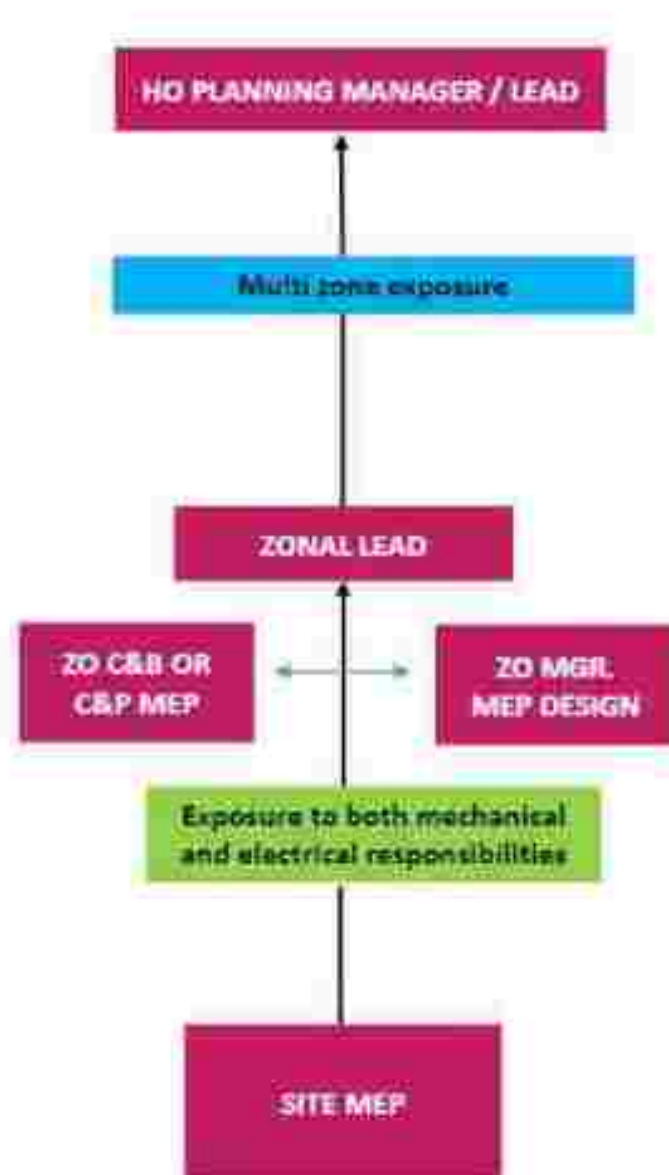 HO PLANNING MANAGER / LEAD
Multi zone exposure
ZONAL LEAD
ZO C&B OR
C&P MEP
ZO MGR.
MEP DESIGN
Exposure to both mechanical
and electrical responsibilities
SITE MEP